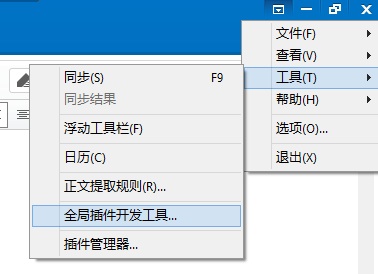 文件(F)
查看(V)
工具(T)
帮助(H)
选项(O)...
退出(X)
同步(S) F9
同步结果
浮动工具栏(F)
日历(C)
正文提取规则(R)...
全局插件开发工具...
插件管理器...